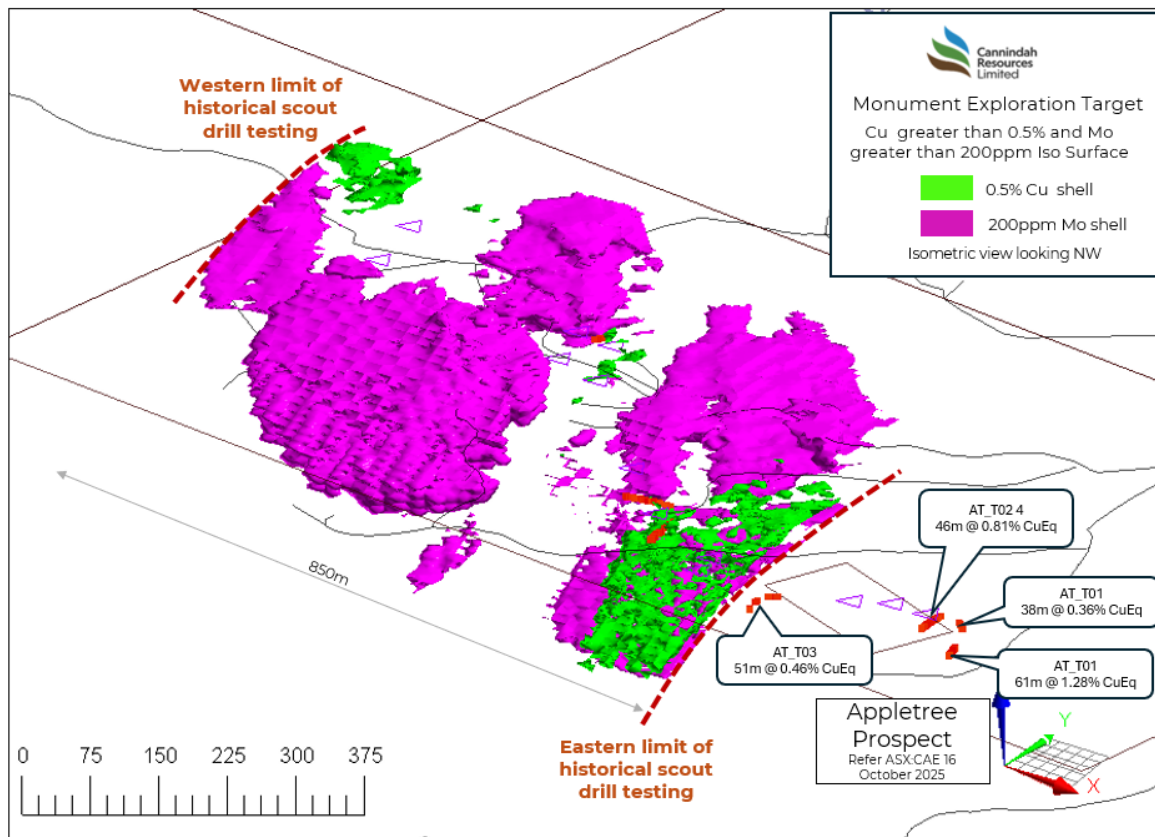 Cannindah
Resources
Limited
Monument Exploration Target
Cu greater than 0.5% and Mo
greater than 200ppm Iso Surface
0.5% Cu shell
200ppm Mo shell
Isometric view looking NW
Western limit of
historical scout
drill testing
850m
AT_T02 4
46m @ 0.81% CuEq
AT_T01
38m @ 0.36% CuEq
AT_T03
51m @ 0.46% CuEq
AT_T01
61m @ 1.28% CuEq
Appletree
Prospect
Refer ASX:CAE 16
October 2025
Y
X
Eastern limit of
historical scout
drill testing
0 75 150 225 300 375